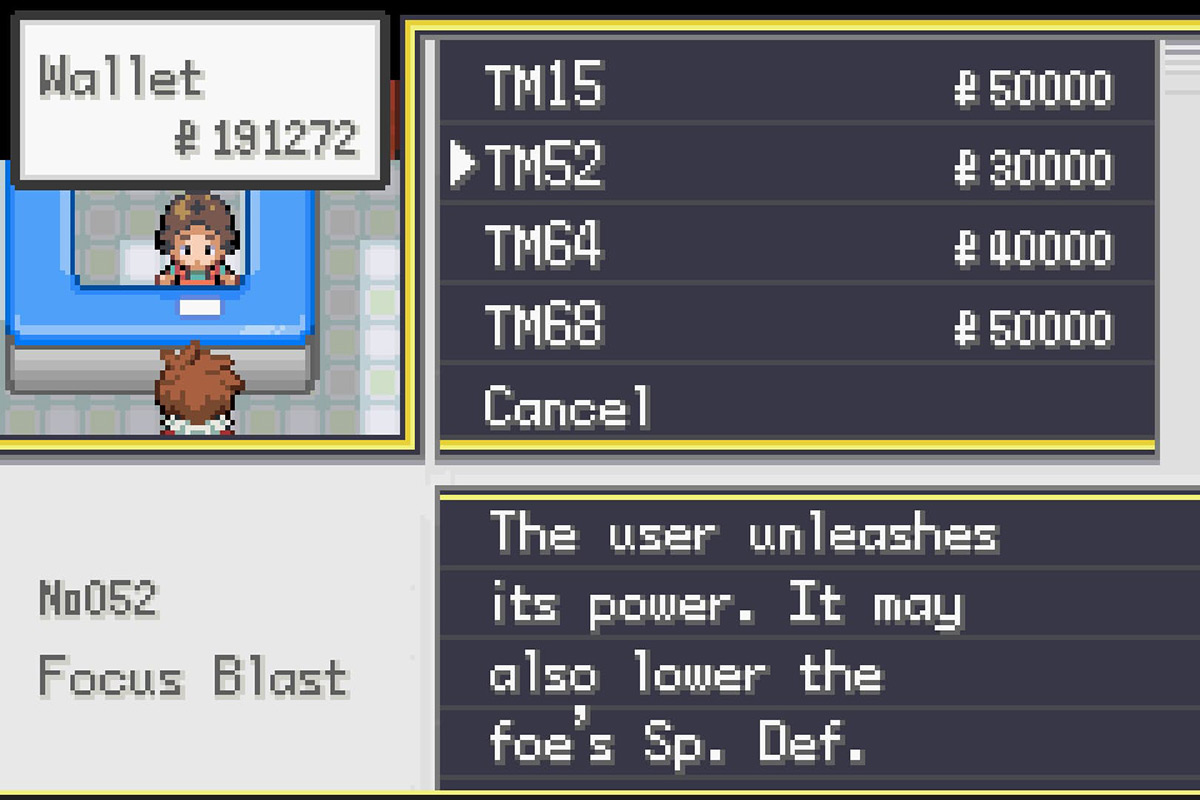 Wallet
₽ 191272
TM15 ₽ 50000
TM52 ₽ 30000
TM64 ₽ 40000
TM68 ₽ 50000
Cancel
No052
Focus Blast
The user unleashes
its power. It may
also lower the
foe's Sp. Def.